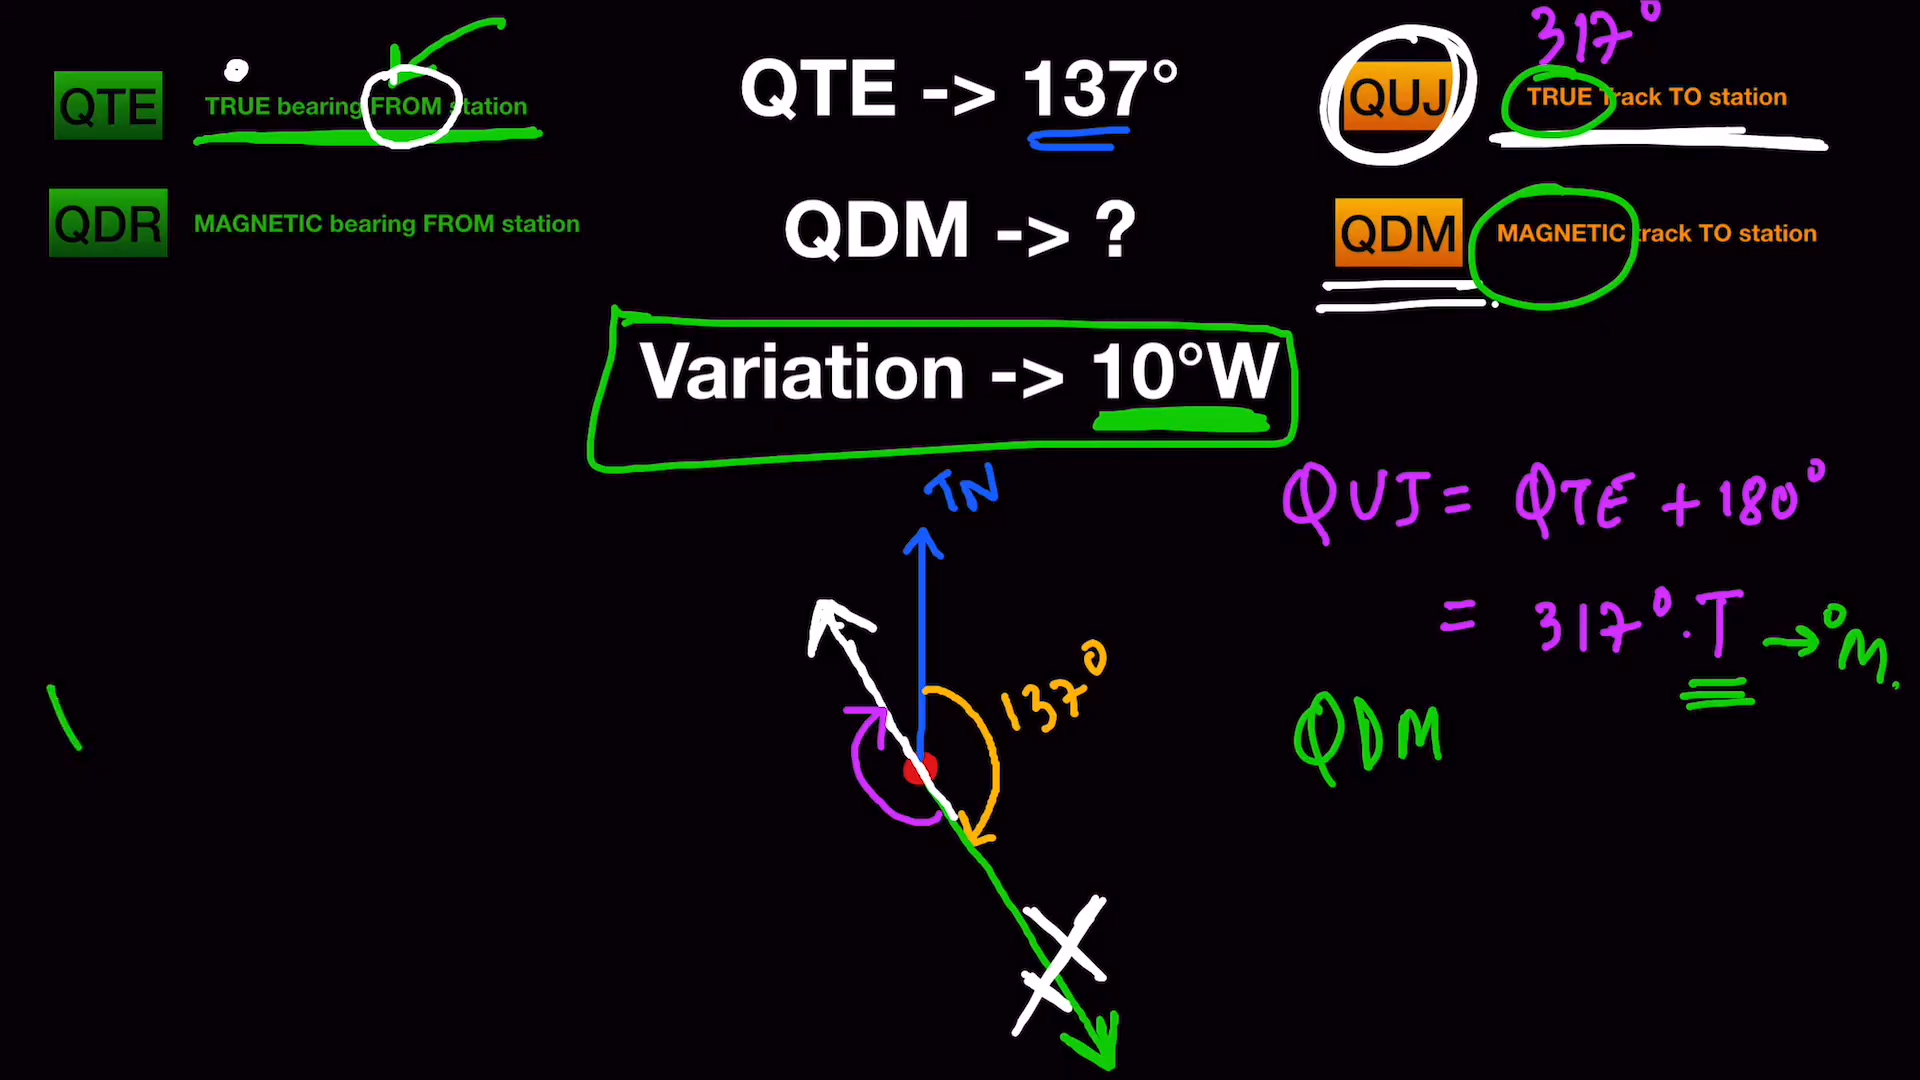 317°
QTE TRUE bearing FROM station
QTE -> 137°
QUJ TRUE Track TO station
QDR MAGNETIC bearing FROM station
QDM -> ?
QDM MAGNETIC track TO station
Variation -> 10°W
TN
QUJ = QTE + 180°
= 317°.T → °M.
137°
QDM